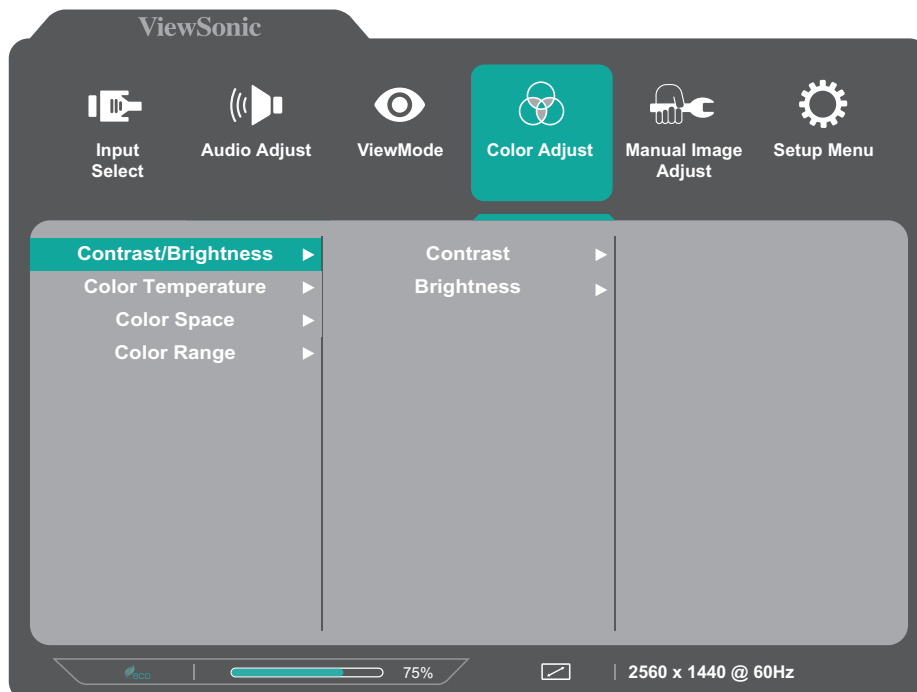 ViewSonic
Input Select
Audio Adjust
ViewMode
Color Adjust
Manual Image Adjust
Setup Menu
Contrast/Brightness
Color Temperature
Color Space
Color Range
Contrast
Brightness
eco
75%
2560 x 1440 @ 60Hz